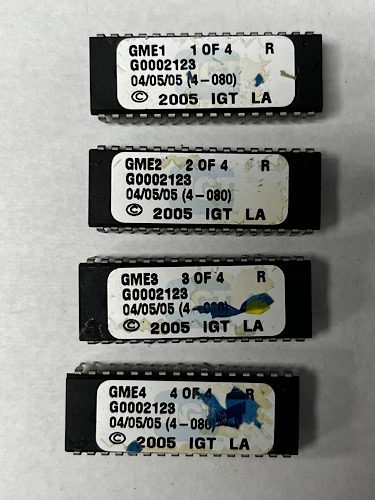 GME1 1 OF 4 R
G0002123
04/05/05 (4-080)
© 2005 IGT LA
GME2 2 OF 4 R
G0002123
04/05/05 (4-080)
© 2005 IGT LA
GME3 3 OF 4 R
G0002123
04/05/05
© 2005 IGT LA
GME4 4 OF 4 R
G0002123
04/05/05 (4-080
© 2005 IGT LA